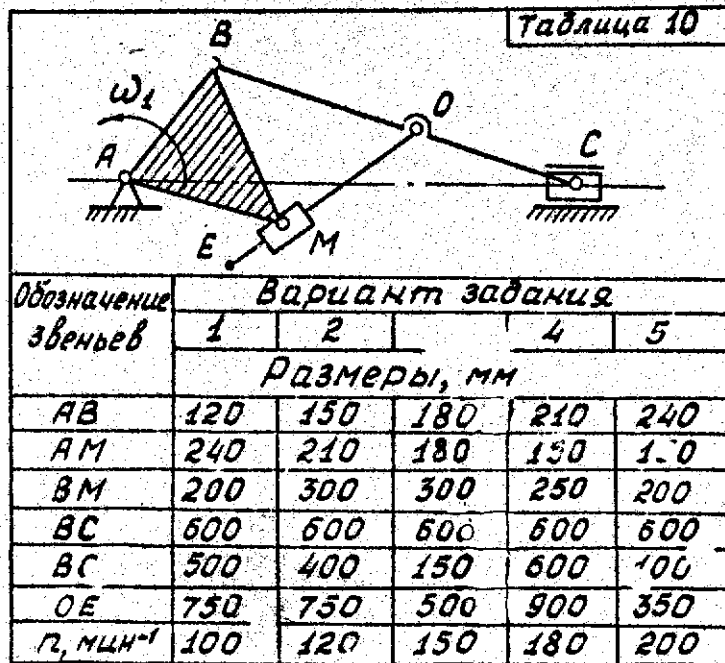 Таблица 10
B
ω₁
O
A
C
E
M
Обозначение звеньев
Вариант задания
1 2 4 5
Размеры, мм
AB 120 150 180 210 240
AM 240 210 180 150
BM 200 300 300 250 200
BC 600 600 600 600 600
BC 500 400 150 600 100
OE 750 750 500 900 350
n, мин⁻¹ 100 120 150 180 200